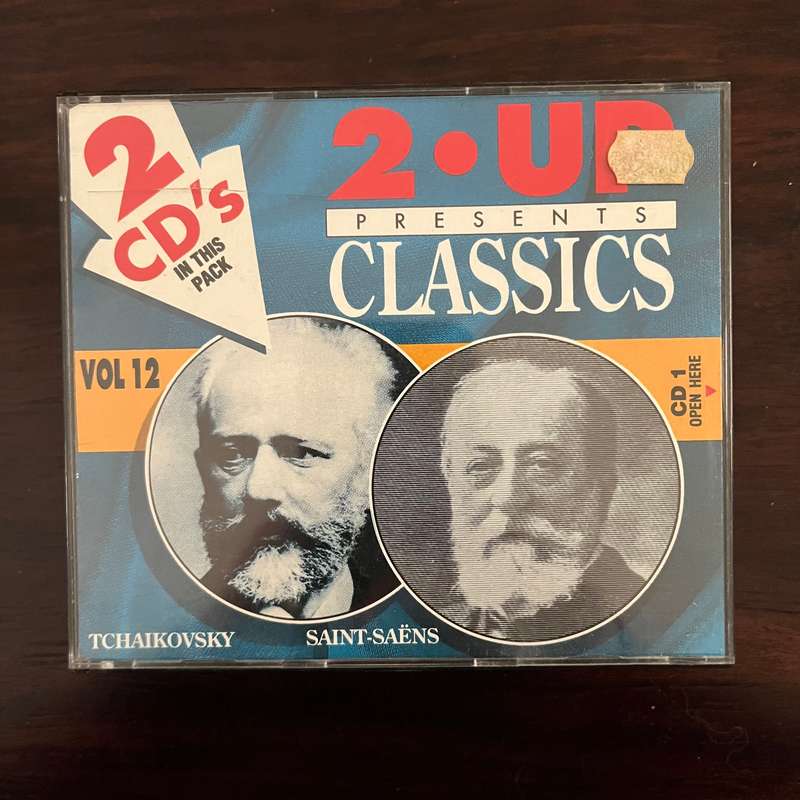 2
CD's
IN THIS
PACK
2•UP
PRESENTS
CLASSICS
VOL 12
CD 1
OPEN HERE
TCHAIKOVSKY
SAINT-SAËNS